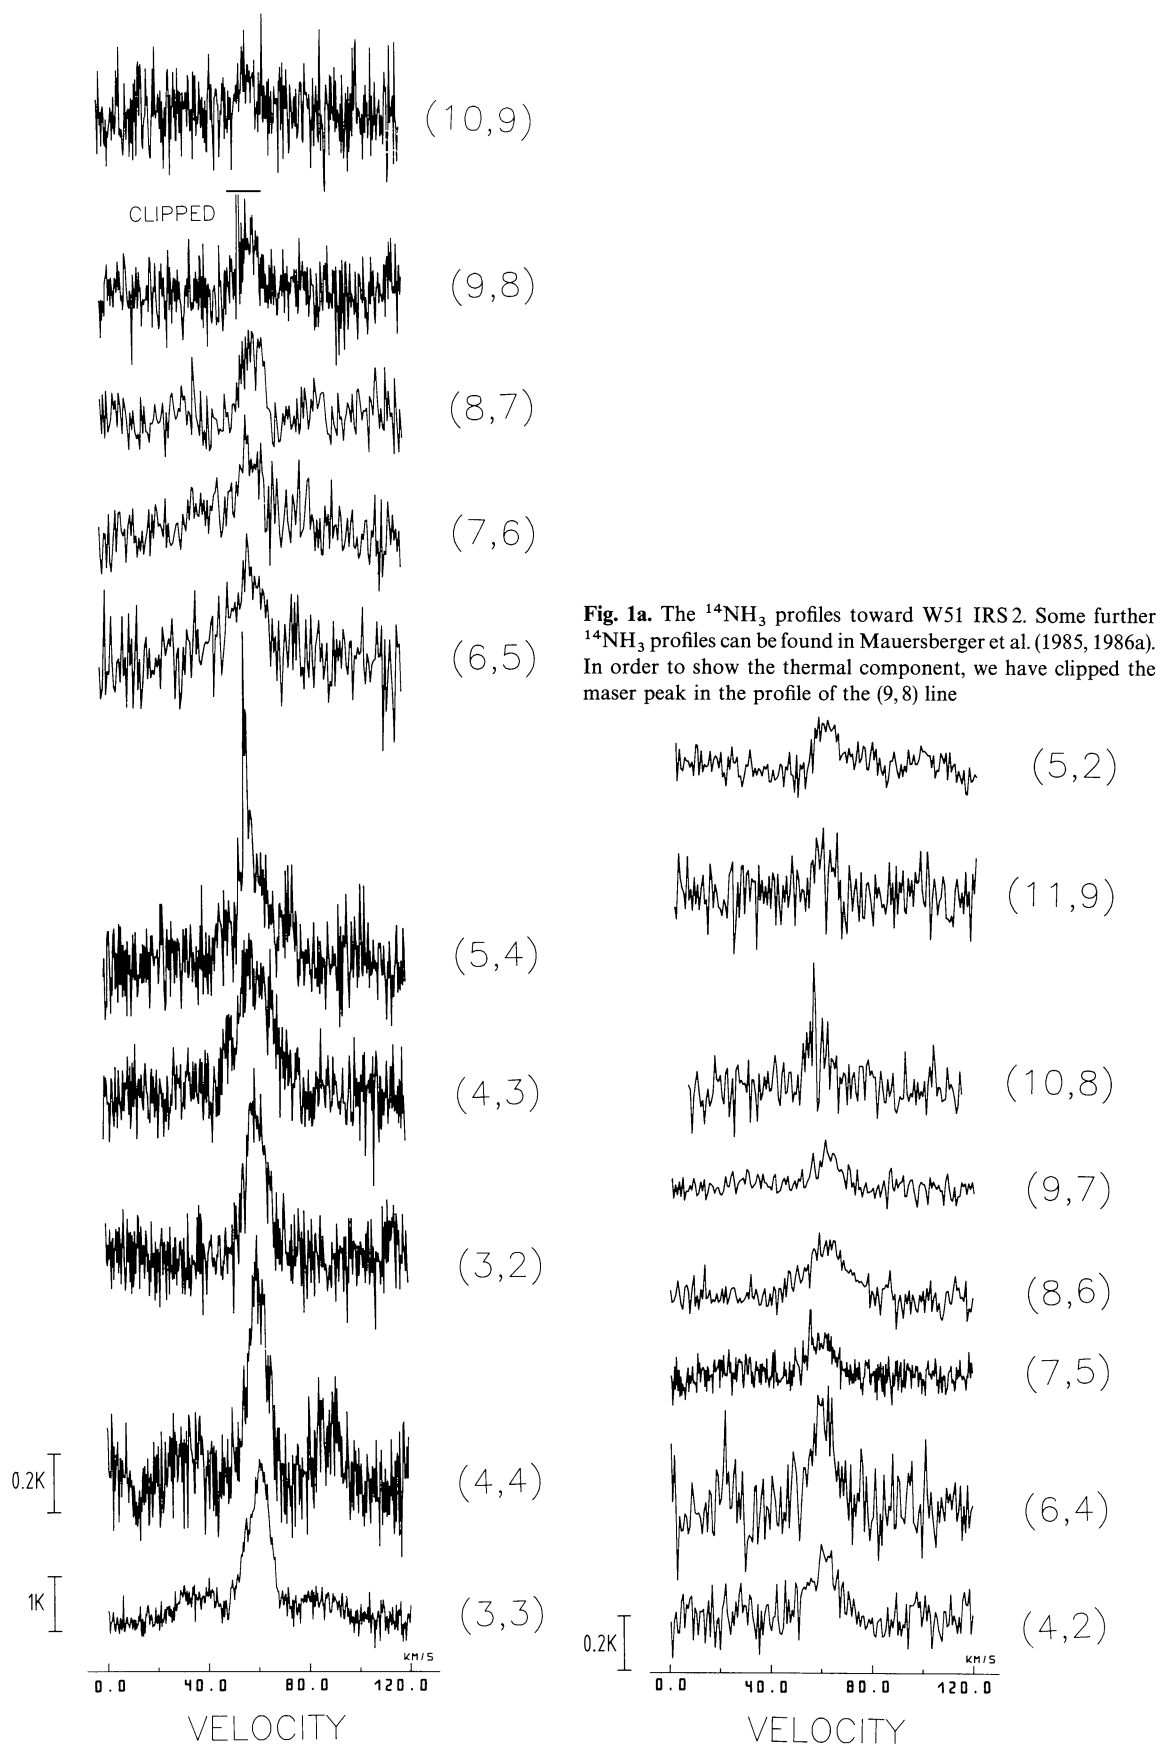 (10,9)
CLIPPED
(9,8)
(8,7)
(7,6)
(6,5)
(5,4)
(4,3)
(3,2)
0.2K
(4,4)
1K
(3,3)
KM/S
0.0 40.0 80.0 120.0
VELOCITY
Fig. 1a. The ¹⁴NH₃ profiles toward W51 IRS 2. Some further
¹⁴NH₃ profiles can be found in Mauersberger et al. (1985, 1986a).
In order to show the thermal component, we have clipped the
maser peak in the profile of the (9, 8) line
(5,2)
(11,9)
(10,8)
(9,7)
(8,6)
(7,5)
(6,4)
(4,2)
0.2K
KM/S
0.0 40.0 80.0 120.0
VELOCITY